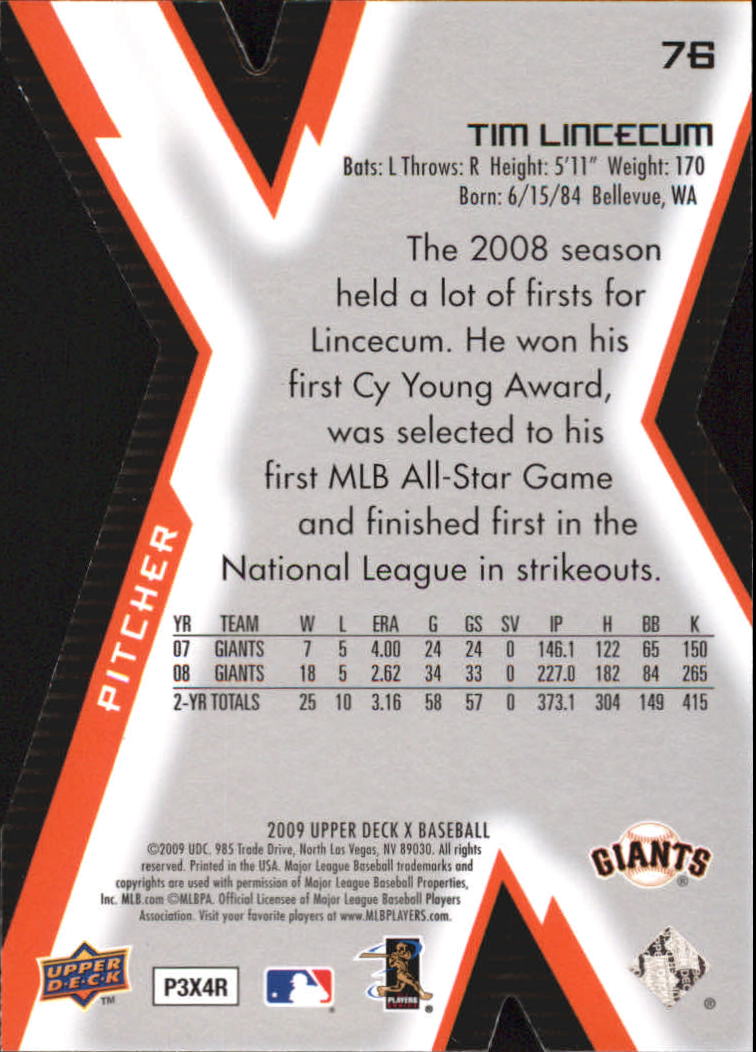 76
TIM LINCECUM
Bats: L Throws: R Height: 5'11" Weight: 170
Born: 6/15/84 Bellevue, WA
The 2008 season
held a lot of firsts for
Lincecum. He won his
first Cy Young Award,
was selected to his
first MLB All-Star Game
and finished first in the
National League in strikeouts.
PITCHER
YR TEAM W L ERA G GS SV IP H BB K
07 GIANTS 7 5 4.00 24 24 0 146.1 122 65 150
08 GIANTS 18 5 2.62 34 33 0 227.0 182 84 265
2-YR TOTALS 25 10 3.16 58 57 0 373.1 304 149 415
2009 UPPER DECK X BASEBALL
©2009 UDC. 985 Trade Drive, North Las Vegas, NV 89030. All rights
reserved. Printed in the USA. Major League Baseball trademarks and
copyrights are used with permission of Major League Baseball Properties,
Inc. MLB.com ©MLBPA. Official Licensee of Major League Baseball Players
Association. Visit your favorite players at www.MLBPLAYERS.com.
GIANTS
®
UPPER
D·E·C·K
TM
P3X4R
®
PLAYERS
CHOICE
®
®